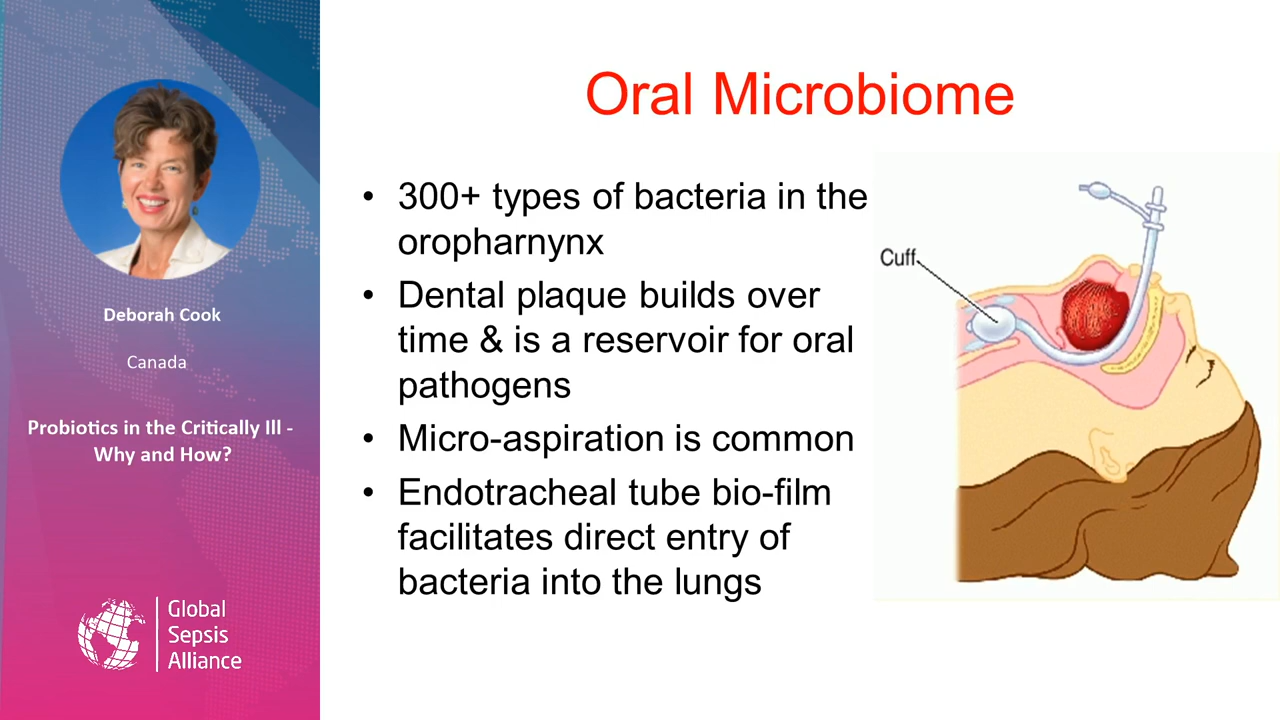 Deborah Cook
Canada
Probiotics in the Critically Ill -
Why and How?
Global
Sepsis
Alliance
Oral Microbiome
• 300+ types of bacteria in the
oropharnynx
• Dental plaque builds over
time & is a reservoir for oral
pathogens
• Micro-aspiration is common
• Endotracheal tube bio-film
facilitates direct entry of
bacteria into the lungs
Cuff